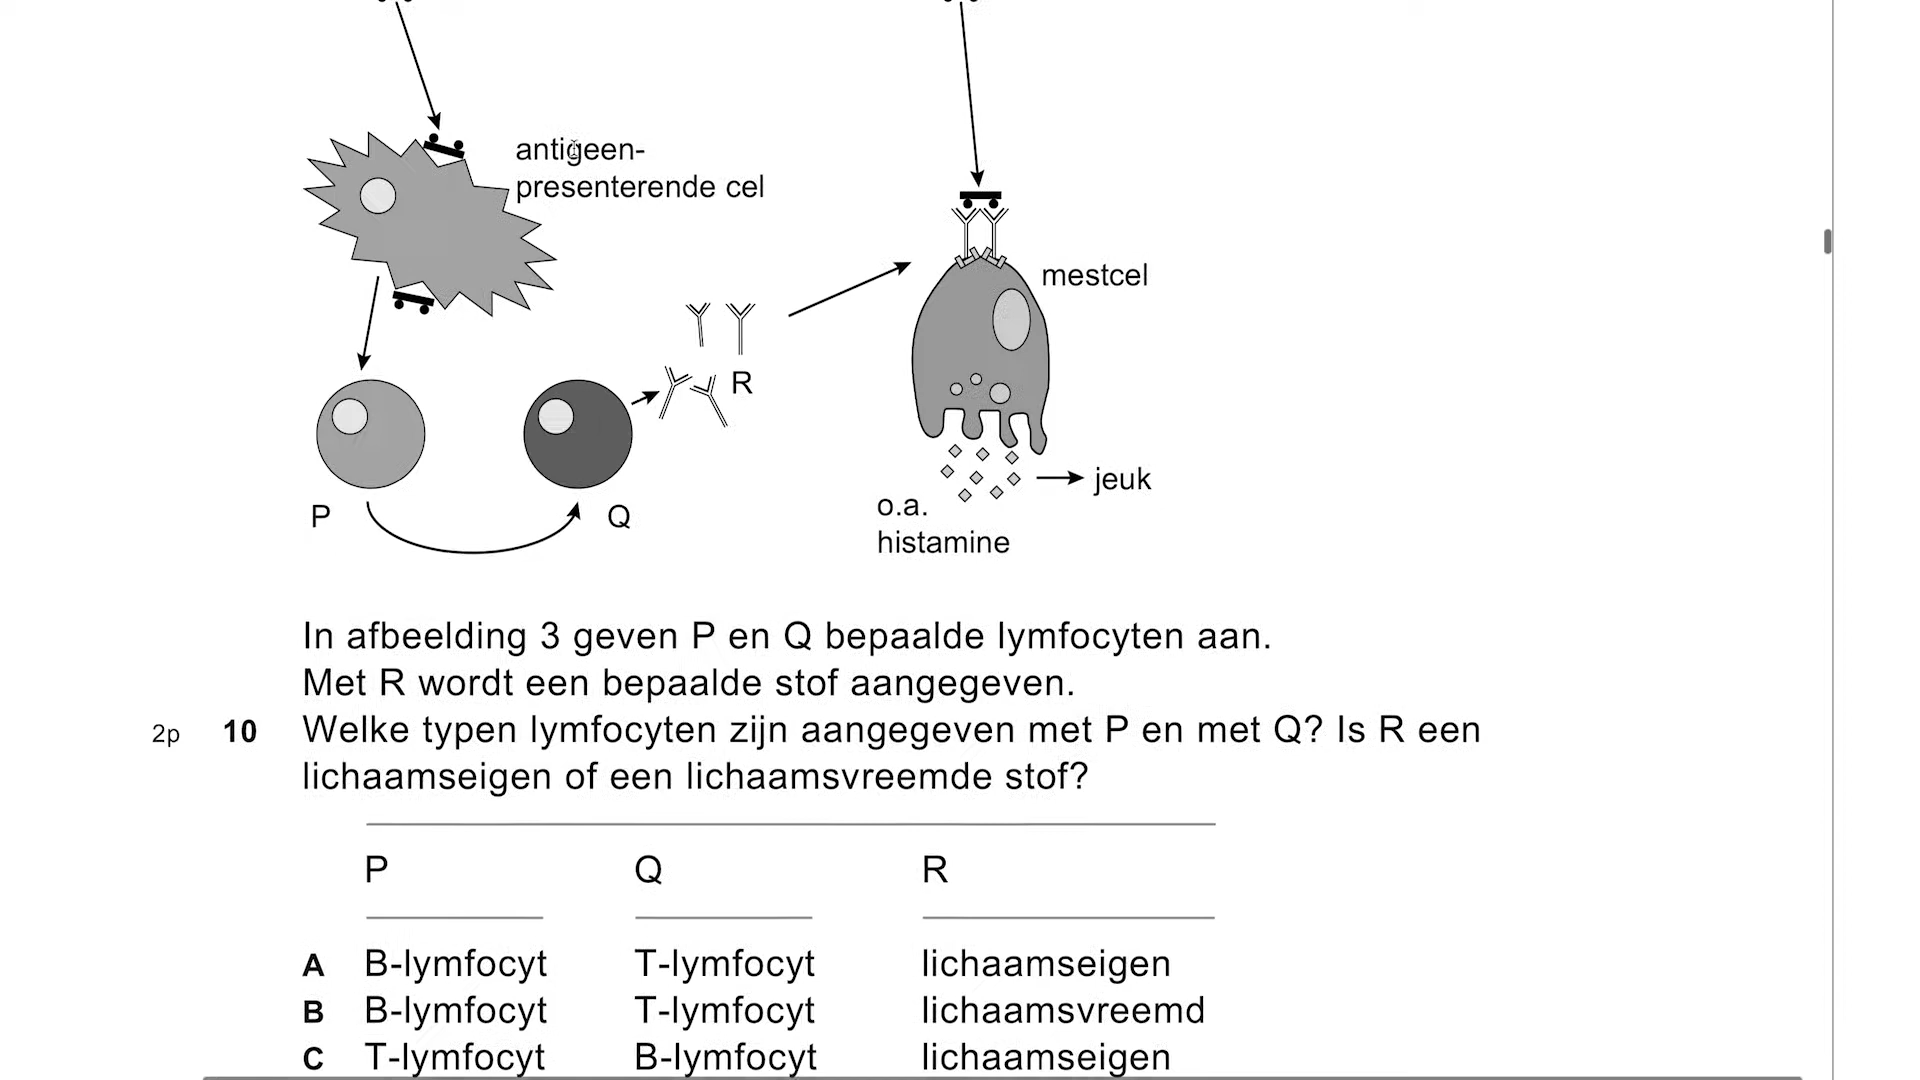 antigeen-
presenterende cel
mestcel
R
jeuk
P
Q
o.a.
histamine
In afbeelding 3 geven P en Q bepaalde lymfocyten aan.
Met R wordt een bepaalde stof aangegeven.
2p 10 Welke typen lymfocyten zijn aangegeven met P en met Q? Is R een
lichaamseigen of een lichaamsvreemde stof?
P Q R
A B-lymfocyt T-lymfocyt lichaamseigen
B B-lymfocyt T-lymfocyt lichaamsvreemd
C T-lymfocyt B-lymfocyt lichaamseigen